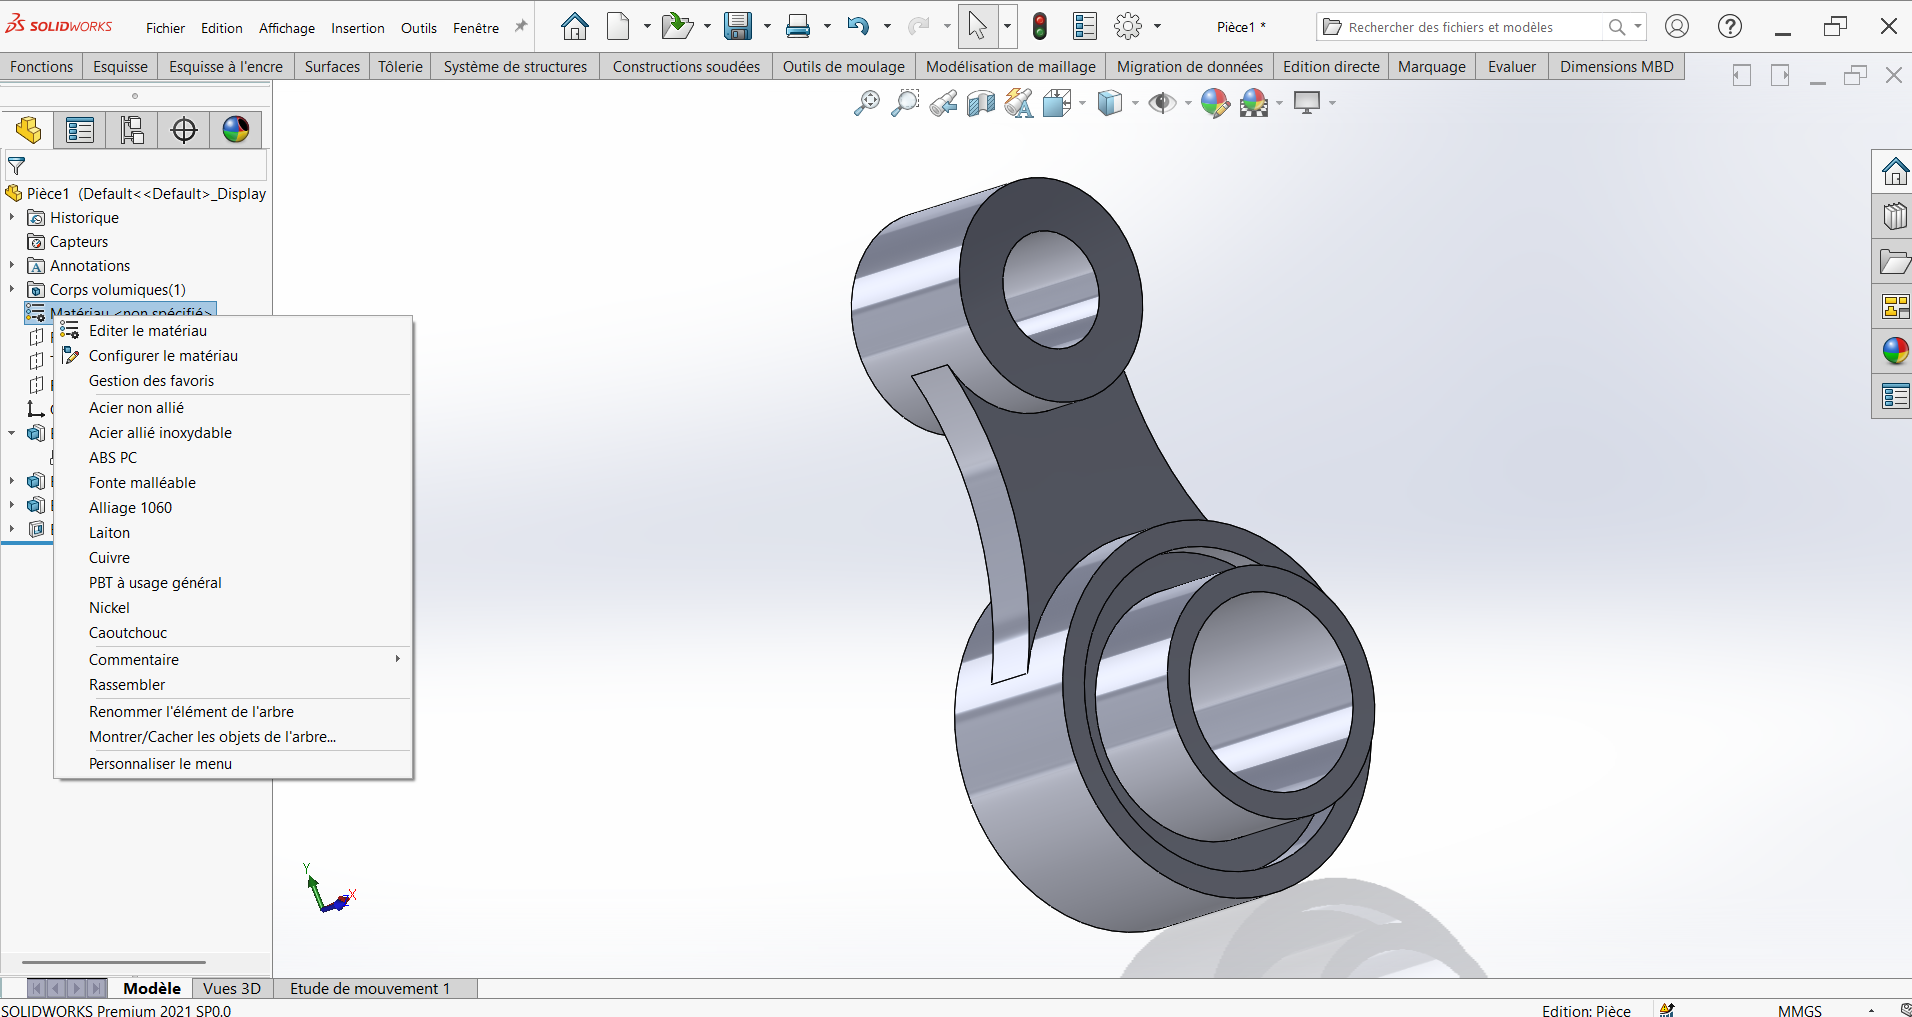 SOLIDWORKS
Fichier Edition Affichage Insertion Outils Fenêtre
Pièce1 *
Rechercher des fichiers et modèles
Fonctions Esquisse Esquisse à l'encre Surfaces Tôlerie Système de structures Constructions soudées Outils de moulage Modélisation de maillage Migration de données Edition directe Marquage Evaluer Dimensions MBD
Pièce1 (Default<<Default>_Display
Historique
Capteurs
Annotations
Corps volumiques(1)
Matériau <non spécifié>
Editer le matériau
Configurer le matériau
Gestion des favoris
Acier non allié
Acier allié inoxydable
ABS PC
Fonte malléable
Alliage 1060
Laiton
Cuivre
PBT à usage général
Nickel
Caoutchouc
Commentaire
Rassembler
Renommer l'élément de l'arbre
Montrer/Cacher les objets de l'arbre...
Personnaliser le menu
Y
X
Modèle Vues 3D Etude de mouvement 1
SOLIDWORKS Premium 2021 SP0.0
Edition: Pièce
MMGS